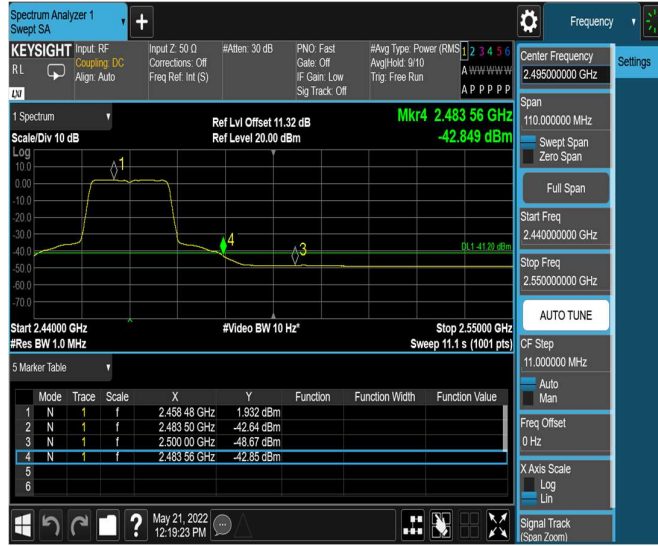 Spectrum Analyzer 1
Swept SA
Frequency
KEYSIGHT
RL
LXI
Input: RF
Coupling: DC
Align: Auto
Input Z: 50 Ω
Corrections: Off
Freq Ref: Int (S)
#Atten: 30 dB
PNO: Fast
Gate: Off
IF Gain: Low
Sig Track: Off
#Avg Type: Power (RMS
Avg|Hold: 9/10
Trig: Free Run
1 2 3 4 5 6
A W W W W W
A P P P P P
Center Frequency
2.495000000 GHz
Settings
Span
110.000000 MHz
Swept Span
Zero Span
Full Span
Start Freq
2.440000000 GHz
Stop Freq
2.550000000 GHz
AUTO TUNE
CF Step
11.000000 MHz
Auto
Man
Freq Offset
0 Hz
X Axis Scale
Log
Lin
Signal Track
(Span Zoom)
1 Spectrum
Scale/Div 10 dB
Ref Lvl Offset 11.32 dB
Ref Level 20.00 dBm
Mkr4 2.483 56 GHz
-42.849 dBm
Log
10.0
0.00
-10.0
-20.0
-30.0
-40.0
-50.0
-60.0
-70.0
1
4
3
DL1 -41.20 dBm
Start 2.44000 GHz
#Video BW 10 Hz*
Stop 2.55000 GHz
#Res BW 1.0 MHz
Sweep 11.1 s (1001 pts)
5 Marker Table
Mode Trace Scale X Y Function Function Width Function Value
1 N 1 f 2.458 48 GHz 1.932 dBm
2 N 1 f 2.483 50 GHz -42.64 dBm
3 N 1 f 2.500 00 GHz -48.67 dBm
4 N 1 f 2.483 56 GHz -42.85 dBm
5
6
?
May 21, 2022
12:19:23 PM